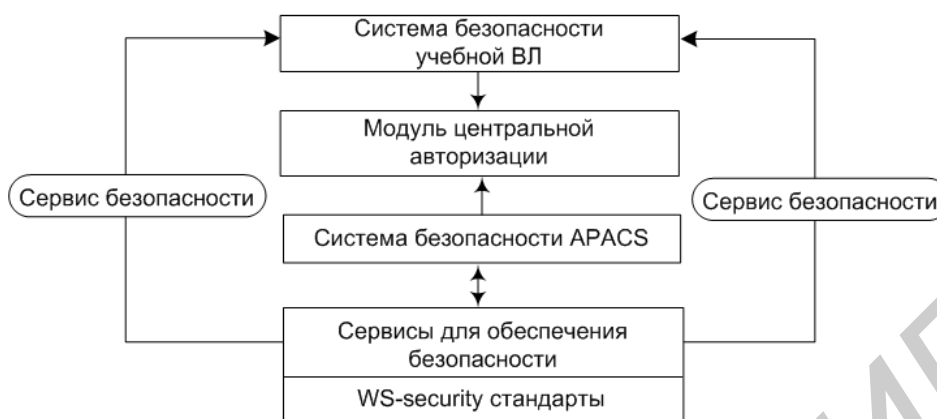 Система безопасности
учебной ВЛ
Модуль центральной
авторизации
Сервис безопасности
Сервис безопасности
Система безопасности APACS
Сервисы для обеспечения
безопасности
WS-security стандарты